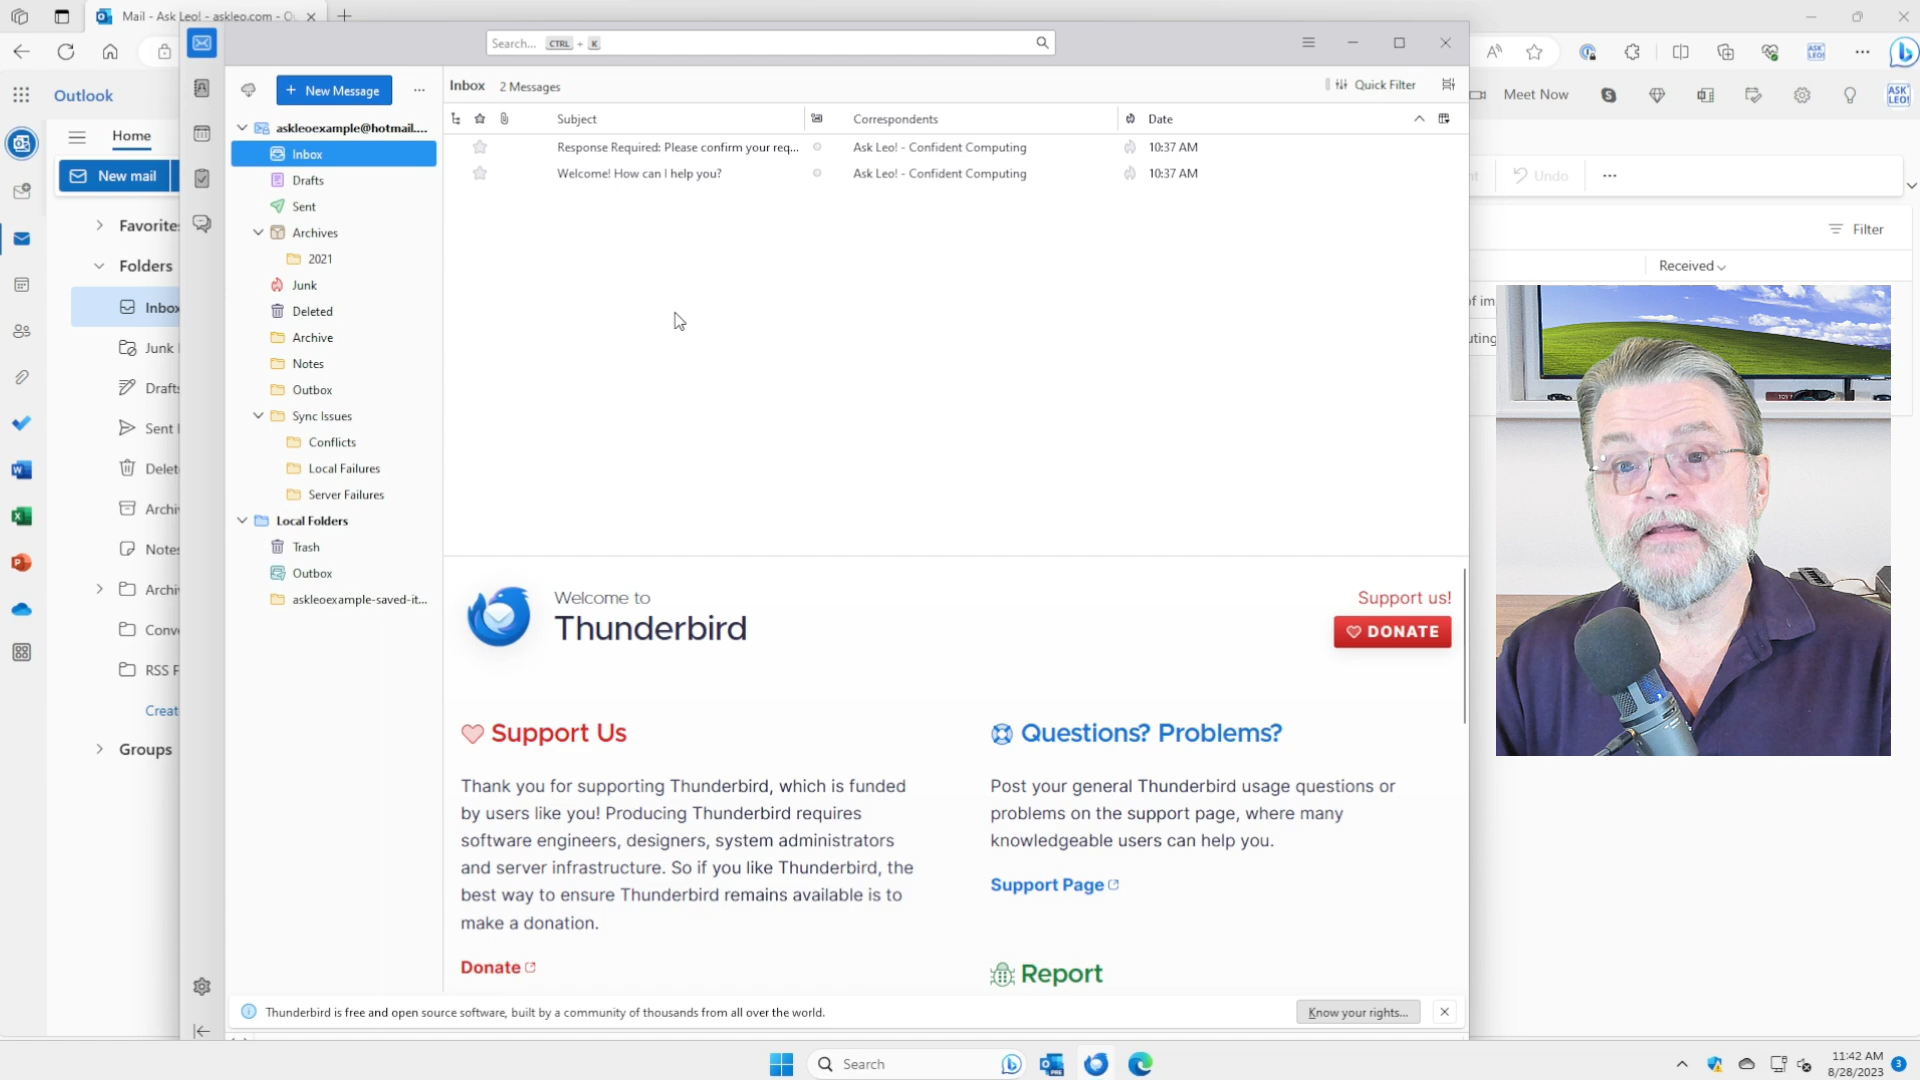 Mail - Ask Leo! - askleo.com - O
Search... CTRL + K
Outlook
Meet Now
ASK LEO!
Home
New mail
Undo
Favorite
Folders
Inbox
Junk
Drafts
Sent I
Delet
Archi
Notes
Archi
Conv
RSS F
Creat
Groups
New Message
askleoexample@hotmail....
Inbox
Drafts
Sent
Archives
2021
Junk
Deleted
Archive
Notes
Outbox
Sync Issues
Conflicts
Local Failures
Server Failures
Local Folders
Trash
Outbox
askleoexample-saved-it...
Inbox 2 Messages
Quick Filter
Subject Correspondents Date
Response Required: Please confirm your req... Ask Leo! - Confident Computing 10:37 AM
Welcome! How can I help you? Ask Leo! - Confident Computing 10:37 AM
Welcome to
Thunderbird
Support us!
DONATE
Support Us
Thank you for supporting Thunderbird, which is funded
by users like you! Producing Thunderbird requires
software engineers, designers, system administrators
and server infrastructure. So if you like Thunderbird, the
best way to ensure Thunderbird remains available is to
make a donation.
Donate
Questions? Problems?
Post your general Thunderbird usage questions or
problems on the support page, where many
knowledgeable users can help you.
Support Page
Report
Thunderbird is free and open source software, built by a community of thousands from all over the world.
Know your rights...
Filter
Received
of im
uting
Search
11:42 AM
8/28/2023
3